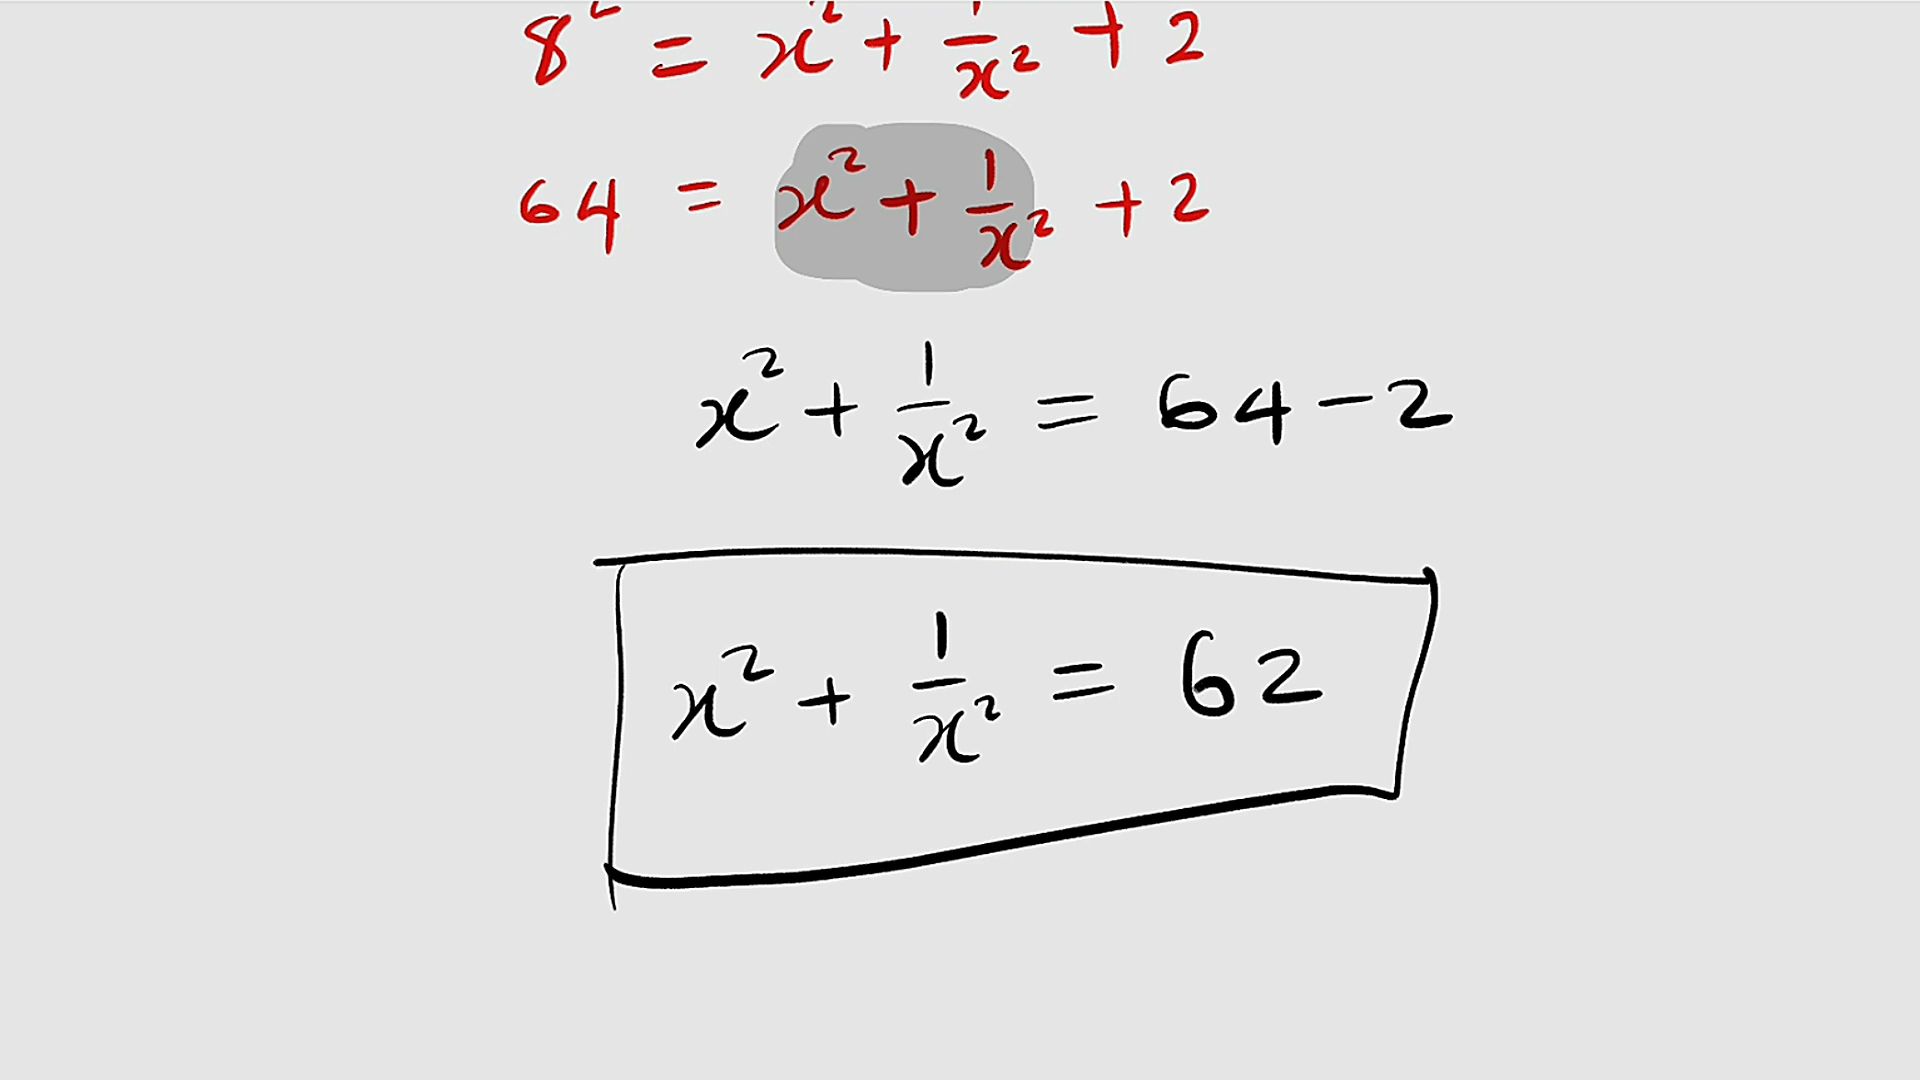 8² = x² + 1/x² + 2
64 = x² + 1/x² + 2
x² + 1/x² = 64 - 2
x² + 1/x² = 62